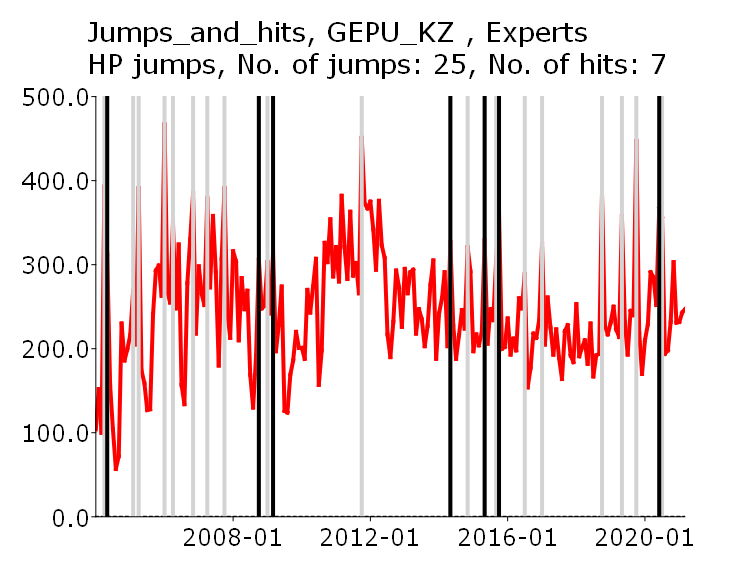 Jumps_and_hits, GEPU_KZ , Experts
HP jumps, No. of jumps: 25, No. of hits: 7
500.0
400.0
300.0
200.0
100.0
0.0
2008-01 2012-01 2016-01 2020-01